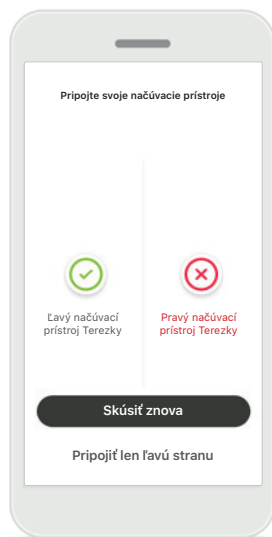 Pripojte svoje načúvacie prístroje
Ľavý načúvací
prístroj Terezky
Pravý načúvací
prístroj Terezky
Skúsiť znova
Pripojiť len ľavú stranu